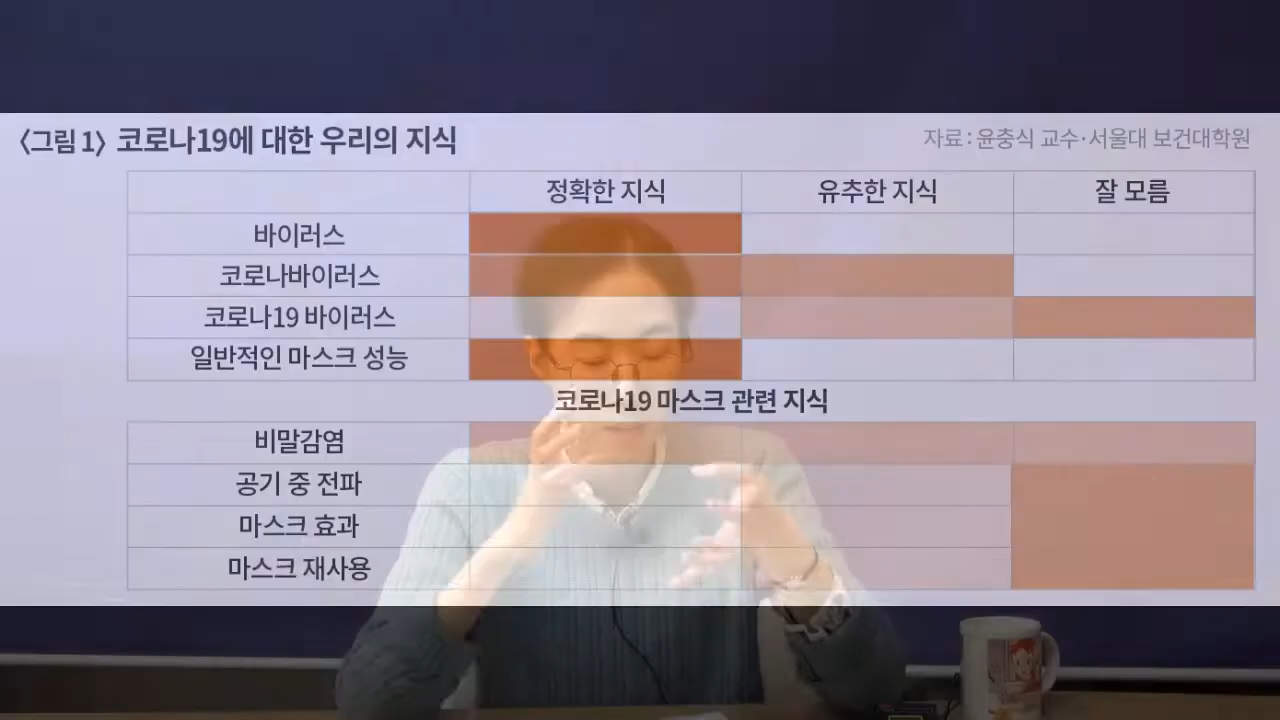 〈그림 1〉 코로나19에 대한 우리의 지식
자료 : 윤충식 교수·서울대 보건대학원
정확한 지식 유추한 지식 잘 모름
바이러스
코로나바이러스
코로나19 바이러스
일반적인 마스크 성능
코로나19 마스크 관련 지식
비말감염
공기 중 전파
마스크 효과
마스크 재사용